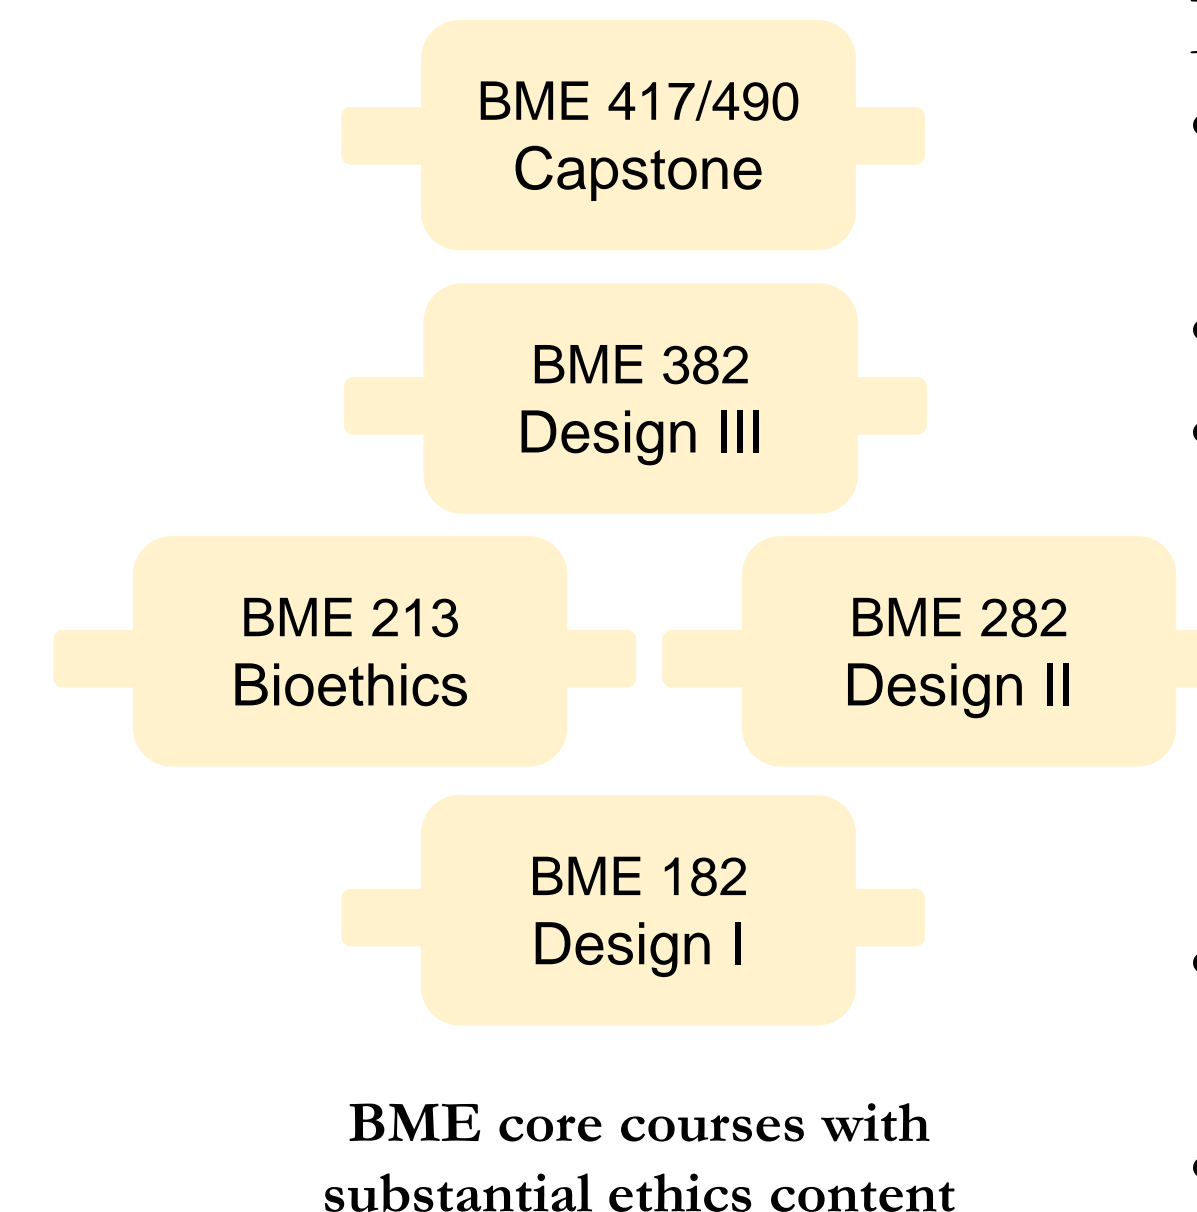 BME 417/490
Capstone
BME 382
Design III
BME 213
Bioethics
BME 282
Design II
BME 182
Design I
BME core courses with
substantial ethics content